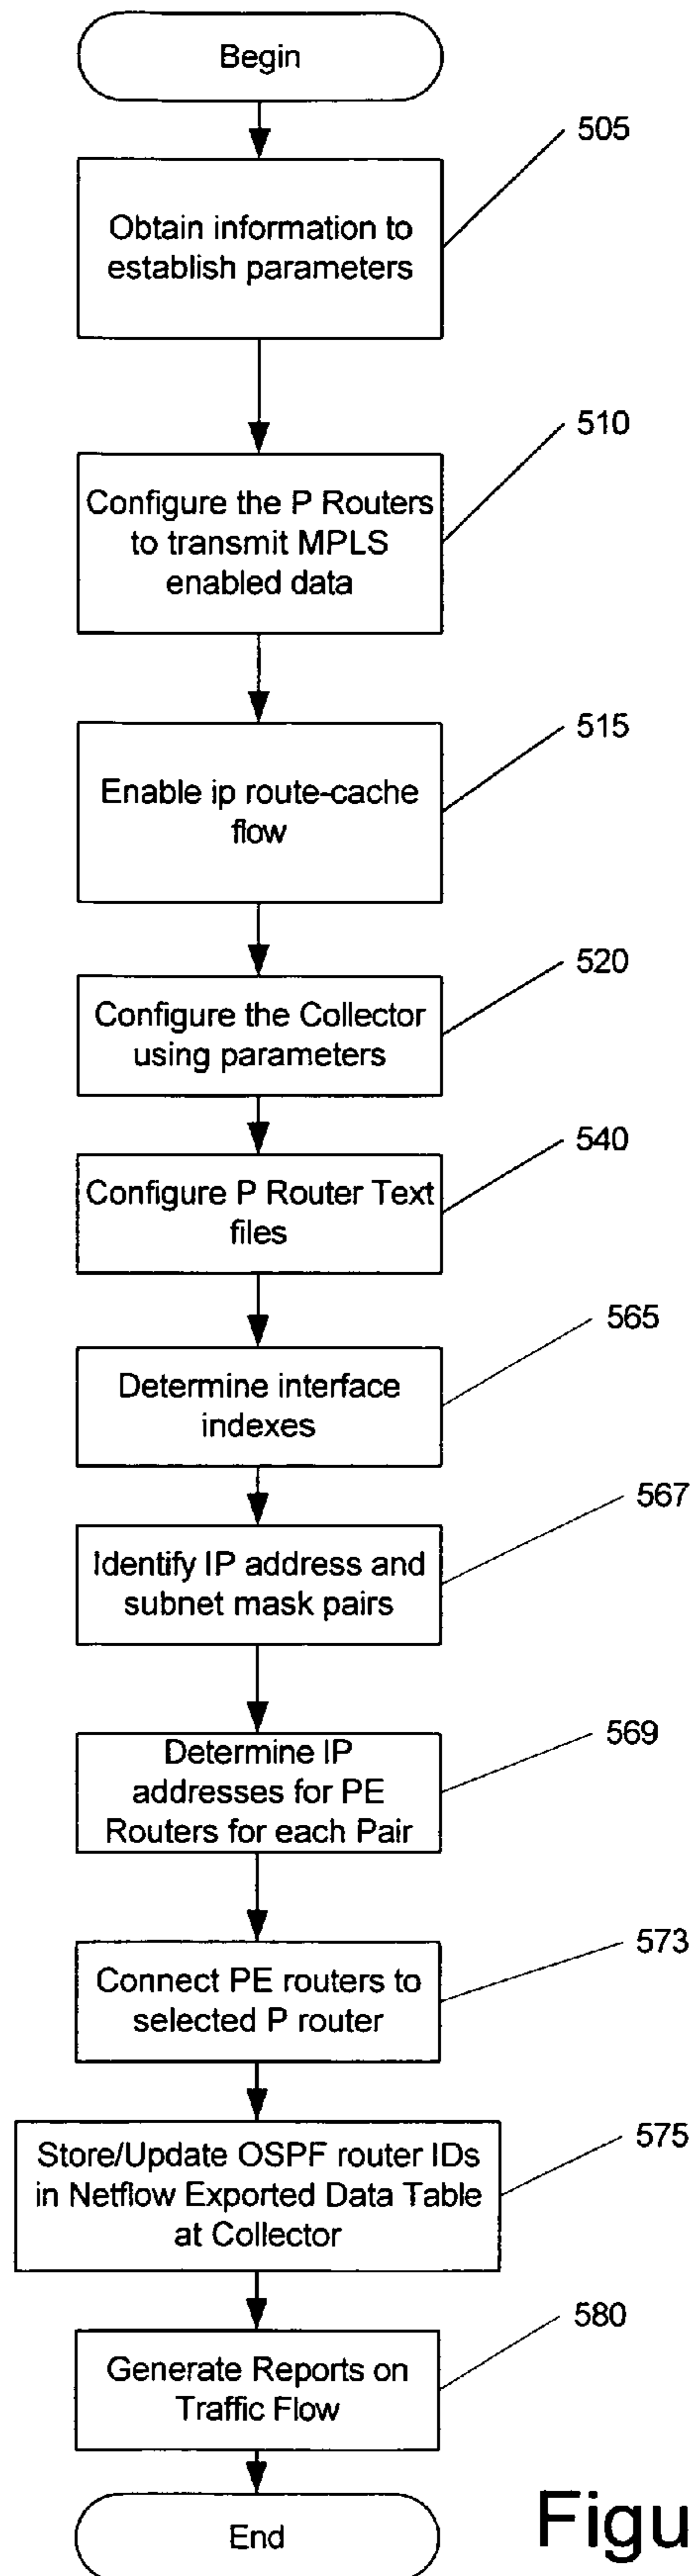 Begin
505
Obtain information to
establish parameters
510
Configure the P Routers
to transmit MPLS
enabled data
515
Enable ip route-cache
flow
520
Configure the Collector
using parameters
540
Configure P Router Text
files
565
Determine interface
indexes
567
Identify IP address and
subnet mask pairs
569
Determine IP
addresses for PE
Routers for each Pair
573
Connect PE routers to
selected P router
575
Store/Update OSPF router IDs
in Netflow Exported Data Table
at Collector
580
Generate Reports on
Traffic Flow
End